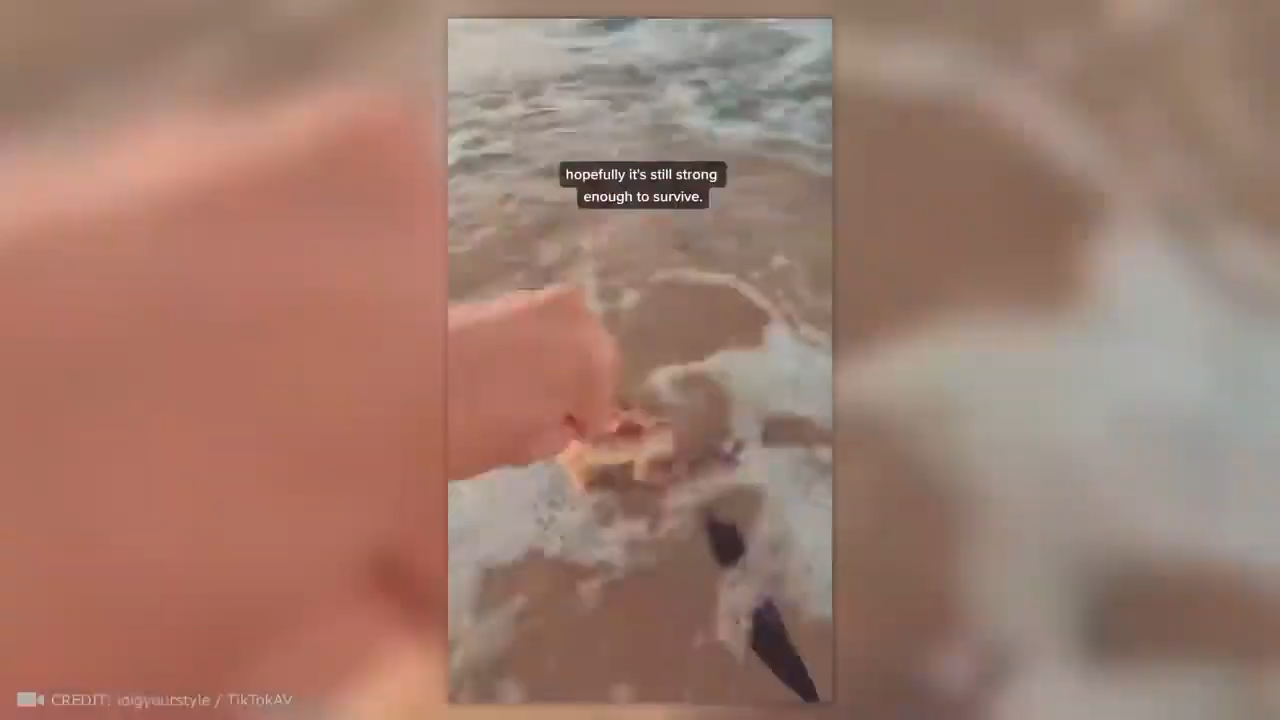 hopefully it's still strong
enough to survive.
CREDIT: / TikTokAV